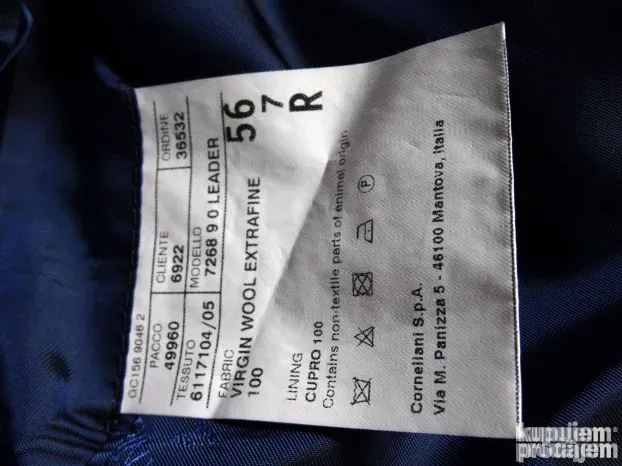 GC156 9046 2
PACCO CLIENTE ORDINE
49960 6922 36532
TESSUTO MODELLO
6117104/05 7268 9 0 LEADER
FABRIC
VIRGIN WOOL EXTRAFINE
100
56
7
R
LINING
CUPRO 100
Contains non-textile parts of animal origin
P
Corneliani S.p.A.
Via M. Panizza 5 - 46100 Mantova, Italia
kupujem
prodajem